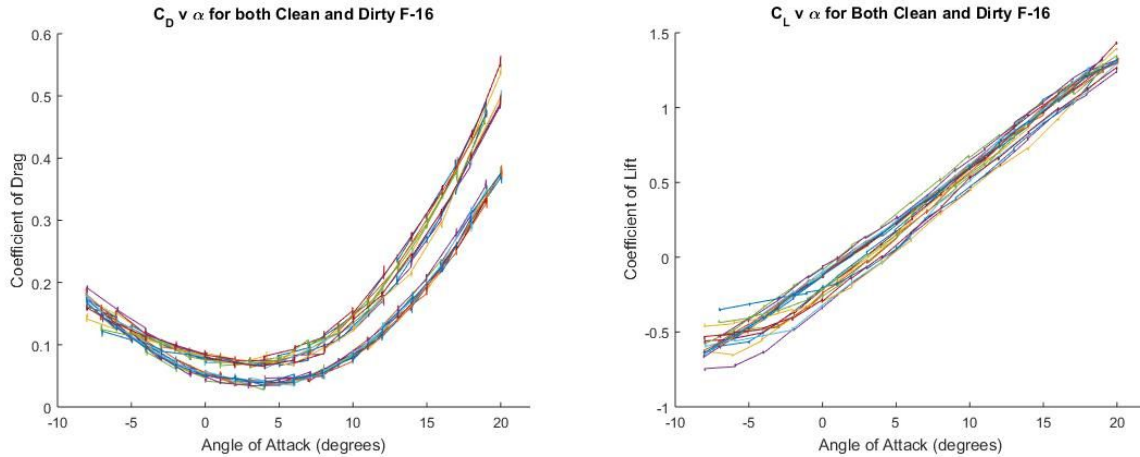 C_D v α for both Clean and Dirty F-16
0.6
0.5
0.4
0.3
0.2
0.1
0
Coefficient of Drag
-10 -5 0 5 10 15 20
Angle of Attack (degrees)
C_L v α for Both Clean and Dirty F-16
1.5
1
0.5
0
-0.5
-1
Coefficient of Lift
-10 -5 0 5 10 15 20
Angle of Attack (degrees)